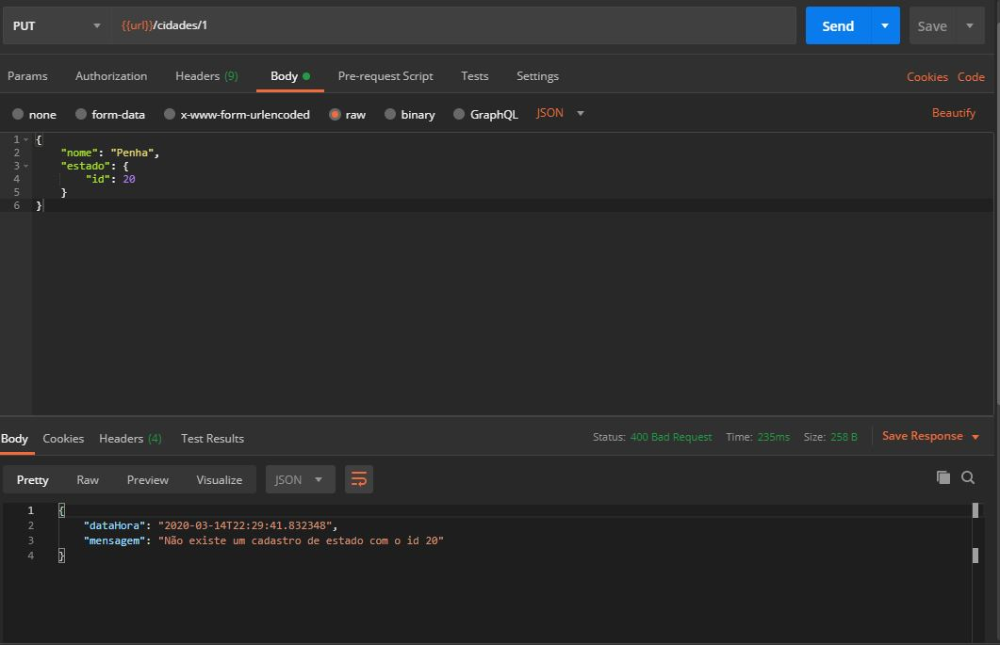 PUT {{url}}/cidades/1 Send Save
Params Authorization Headers (9) Body Pre-request Script Tests Settings Cookies Code
none form-data x-www-form-urlencoded raw binary GraphQL JSON Beautify
1 {
2 "nome": "Penha",
3 "estado": {
4 "id": 20
5 }
6 }
Body Cookies Headers (4) Test Results Status: 400 Bad Request Time: 235ms Size: 258 B Save Response
Pretty Raw Preview Visualize JSON
1 {
2 "dataHora": "2020-03-14T22:29:41.832348",
3 "mensagem": "Não existe um cadastro de estado com o id 20"
4 }